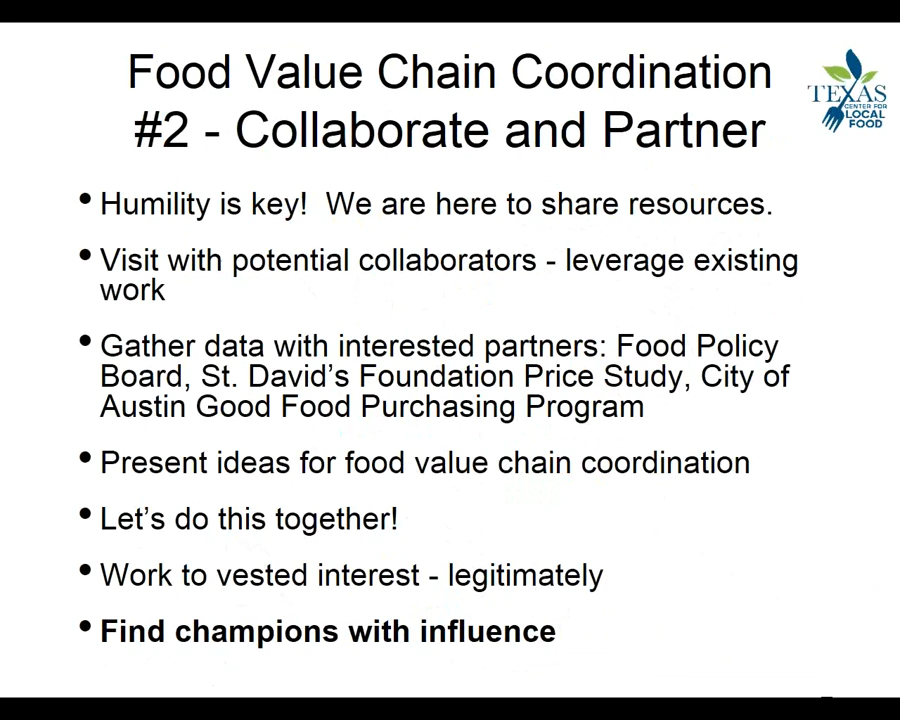 Food Value Chain Coordination
#2 - Collaborate and Partner
TEXAS
CENTER FOR
LOCAL
FOOD
• Humility is key!  We are here to share resources.
• Visit with potential collaborators - leverage existing
work
• Gather data with interested partners: Food Policy
Board, St. David’s Foundation Price Study, City of
Austin Good Food Purchasing Program
• Present ideas for food value chain coordination
• Let’s do this together!
• Work to vested interest - legitimately
• Find champions with influence